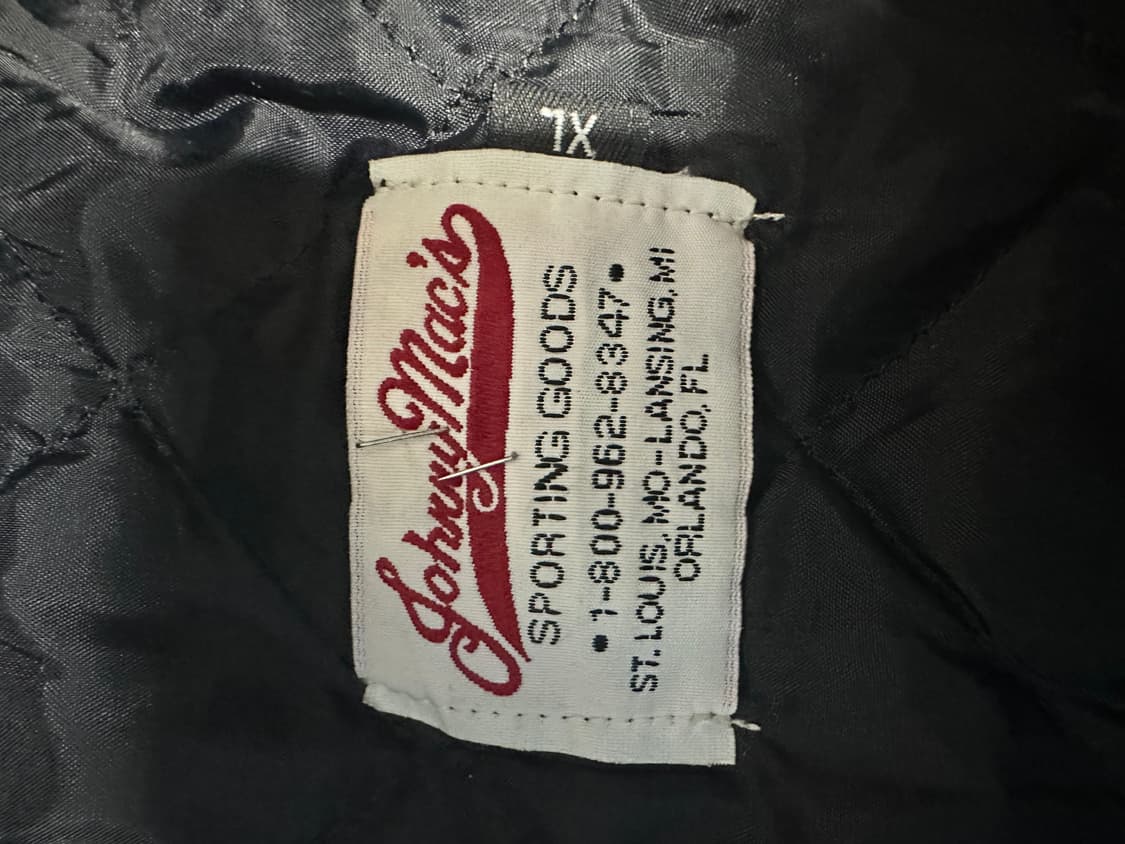 XL
Johnny Mac's
SPORTING GOODS
• 1-800-962-8347 •
ST. LOUIS, MO-LANSING, MI
ORLANDO, FL